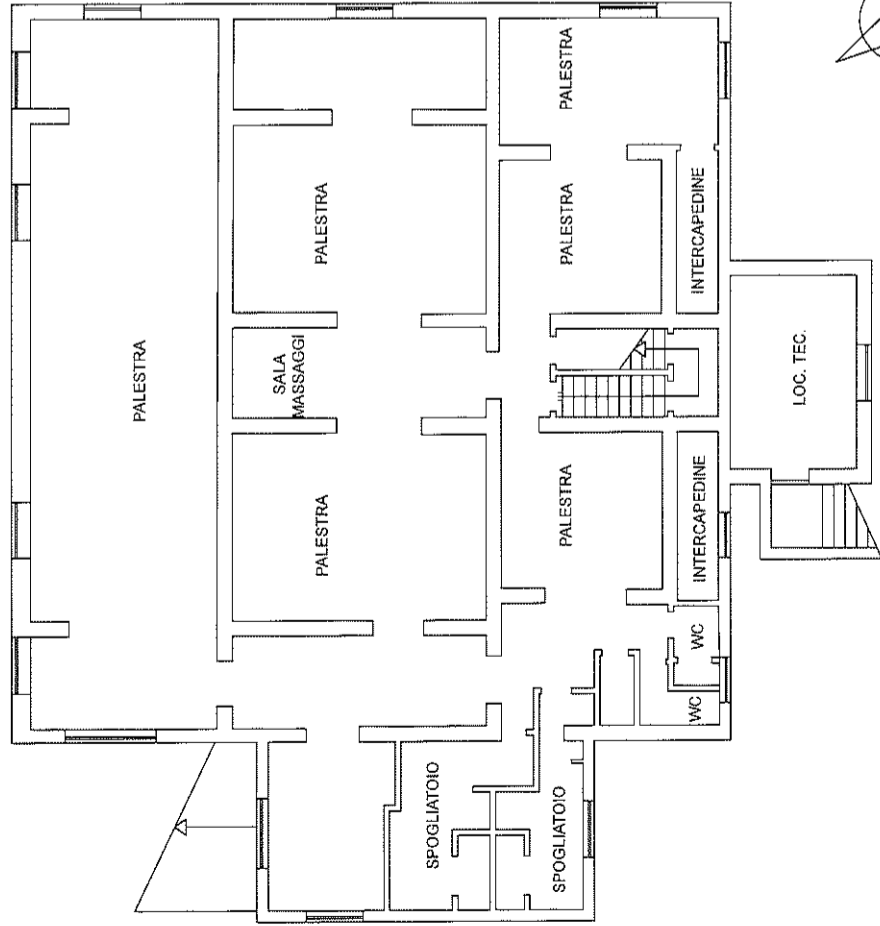 PALESTRA
PALESTRA
PALESTRA
PALESTRA
INTERCAPEDINE
SALA
MASSAGGI
LOC. TEC.
PALESTRA
PALESTRA
INTERCAPEDINE
WC
WC
SPOGLIATOIO
SPOGLIATOIO